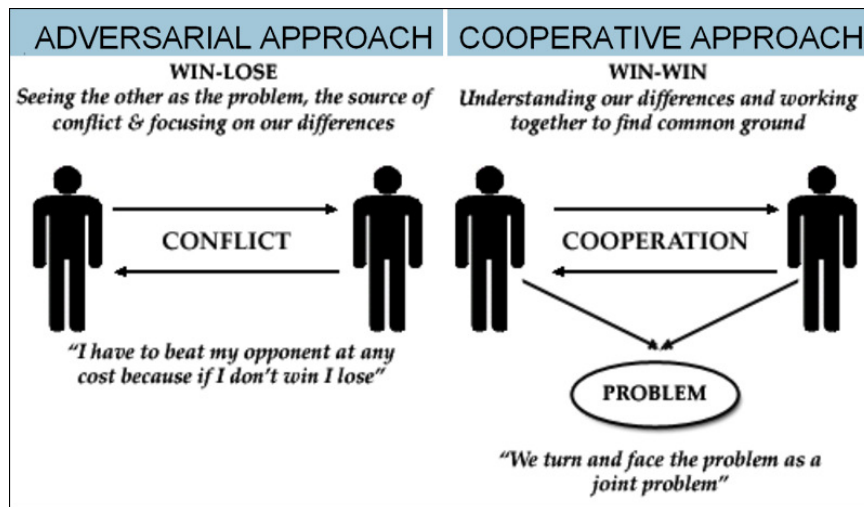 ADVERSARIAL APPROACH
WIN-LOSE
Seeing the other as the problem, the source of
conflict & focusing on our differences
CONFLICT
“I have to beat my opponent at any
cost because if I don’t win I lose”
COOPERATIVE APPROACH
WIN-WIN
Understanding our differences and working
together to find common ground
COOPERATION
PROBLEM
“We turn and face the problem as a
joint problem”